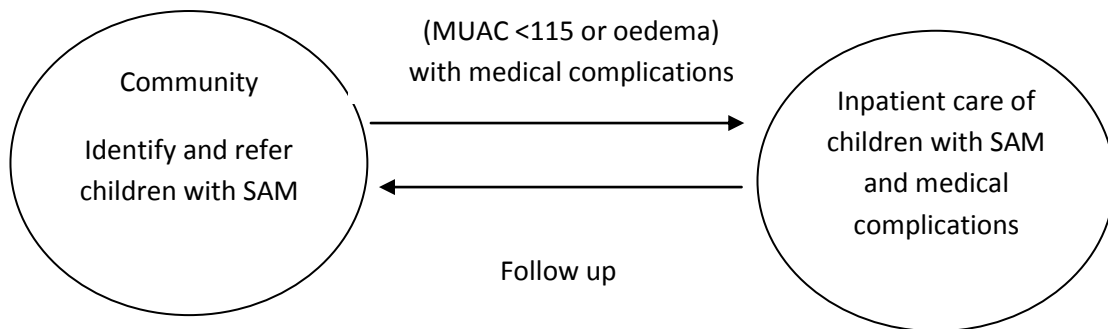 Community
Identify and refer
children with SAM
(MUAC <115 or oedema)
with medical complications
Follow up
Inpatient care of
children with SAM
and medical
complications